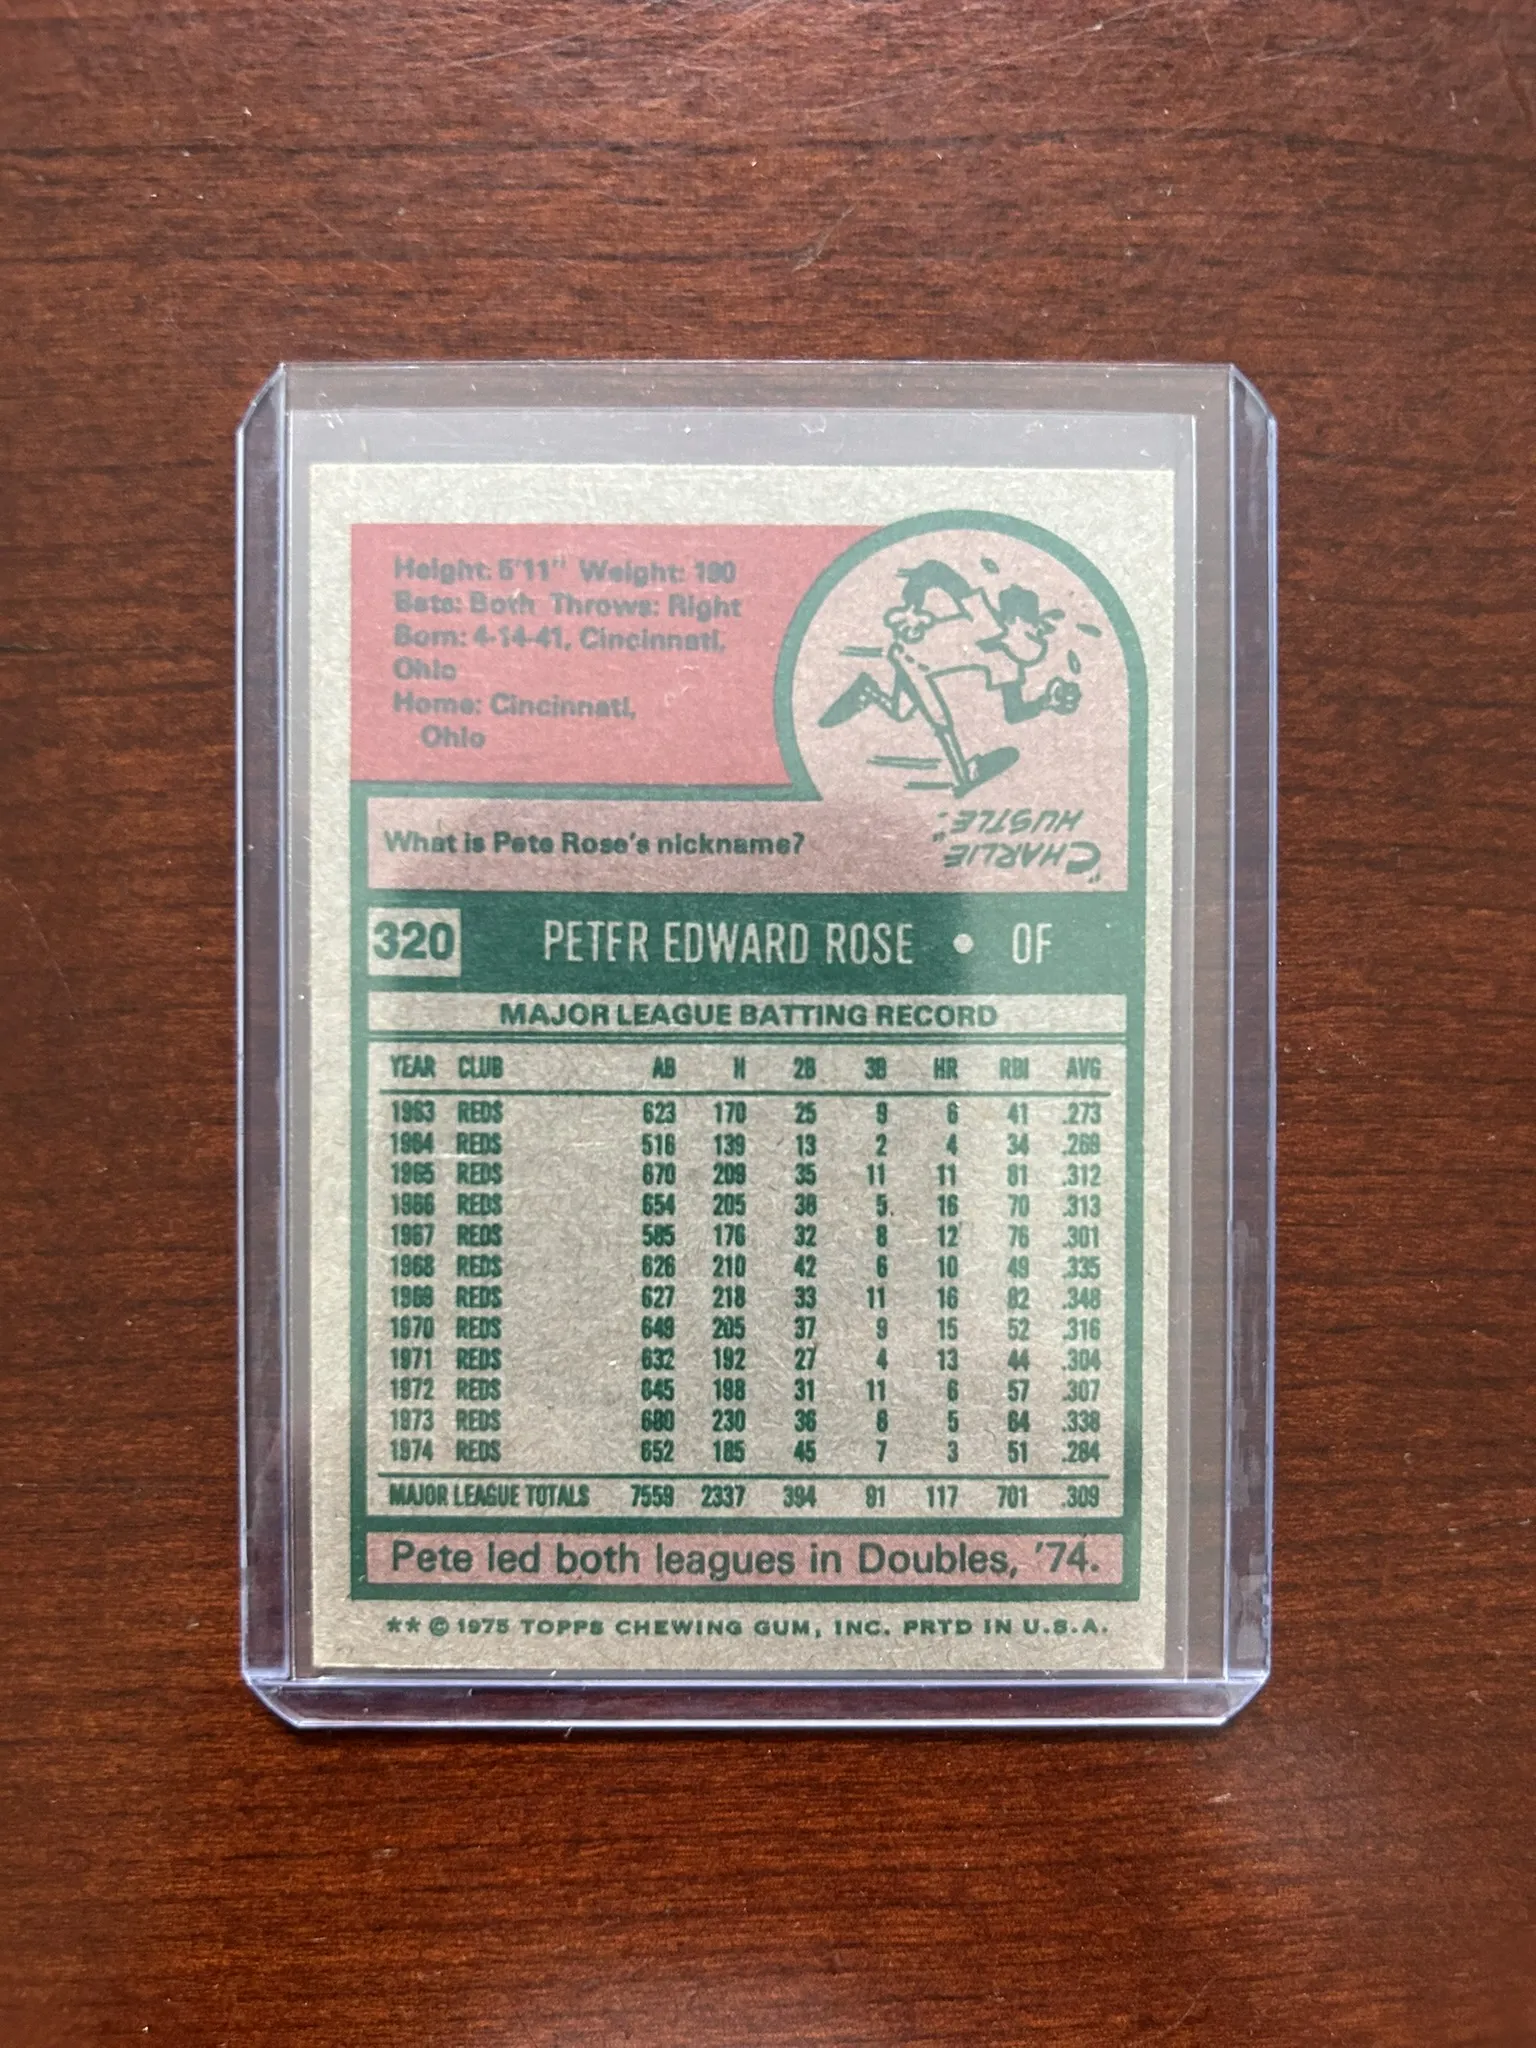 Height: 5'11" Weight: 190
Bats: Both Throws: Right
Born: 4-14-41, Cincinnati,
Ohio
Home: Cincinnati,
Ohio
What is Pete Rose's nickname?
"CHARLIE
HUSTLE."
320 PETER EDWARD ROSE • OF
MAJOR LEAGUE BATTING RECORD
YEAR CLUB AB H 2B 3B HR RBI AVG
1963 REDS 623 170 25 9 6 41 .273
1964 REDS 516 139 13 2 4 34 .269
1965 REDS 670 209 35 11 11 81 .312
1966 REDS 654 205 38 5 16 70 .313
1967 REDS 585 176 32 8 12 76 .301
1968 REDS 626 210 42 6 10 49 .335
1969 REDS 627 218 33 11 16 82 .348
1970 REDS 649 205 37 9 15 52 .316
1971 REDS 632 192 27 4 13 44 .304
1972 REDS 645 198 31 11 6 57 .307
1973 REDS 680 230 36 8 5 64 .338
1974 REDS 652 185 45 7 3 51 .284
MAJOR LEAGUE TOTALS 7559 2337 394 91 117 701 .309
Pete led both leagues in Doubles, '74.
** © 1975 TOPPS CHEWING GUM, INC. PRTD IN U.S.A.